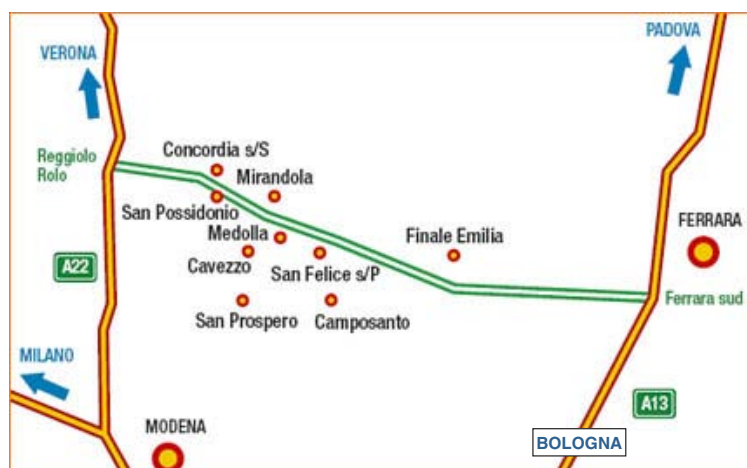 PADOVA
VERONA
Concordia s/S
Reggiolo
Rolo
Mirandola
San Possidonio
FERRARA
Medolla
Finale Emilia
Cavezzo
A22
San Felice s/P
Ferrara sud
San Prospero
Camposanto
MILANO
A13
MODENA
BOLOGNA